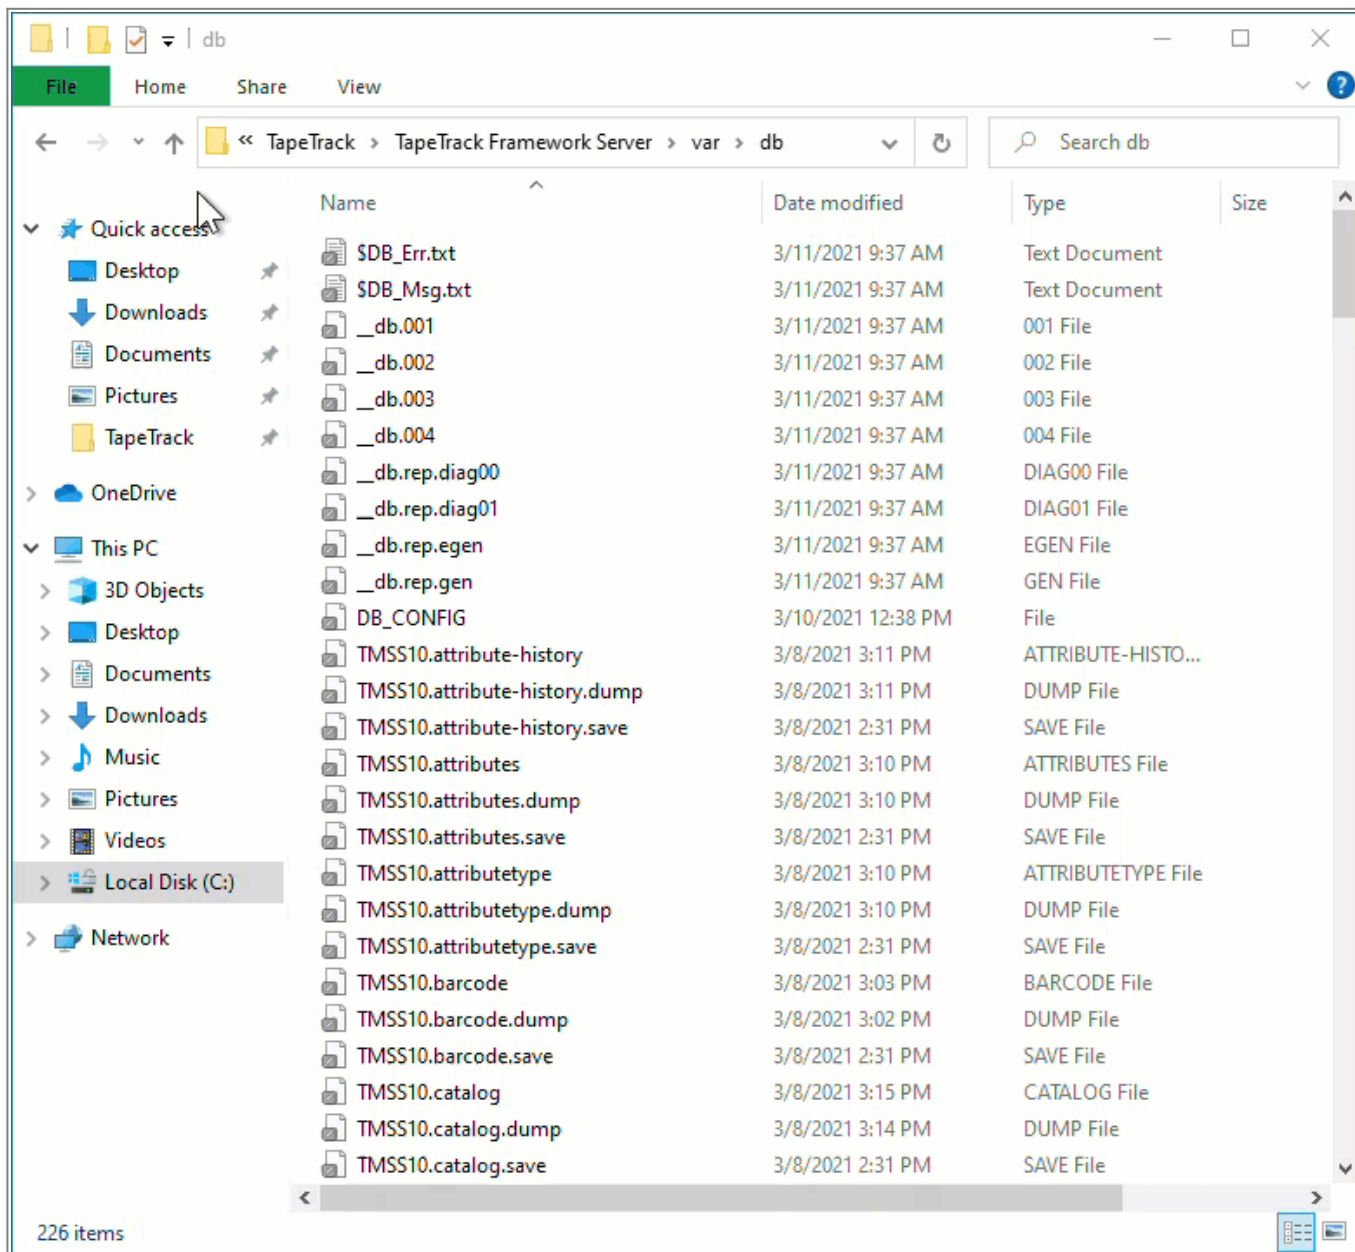 db
File Home Share View
« TapeTrack > TapeTrack Framework Server > var > db Search db
Name Date modified Type Size
Quick access
Desktop
Downloads
Documents
Pictures
TapeTrack
OneDrive
This PC
3D Objects
Desktop
Documents
Downloads
Music
Pictures
Videos
Local Disk (C:)
Network
$DB_Err.txt 3/11/2021 9:37 AM Text Document
$DB_Msg.txt 3/11/2021 9:37 AM Text Document
__db.001 3/11/2021 9:37 AM 001 File
__db.002 3/11/2021 9:37 AM 002 File
__db.003 3/11/2021 9:37 AM 003 File
__db.004 3/11/2021 9:37 AM 004 File
__db.rep.diag00 3/11/2021 9:37 AM DIAG00 File
__db.rep.diag01 3/11/2021 9:37 AM DIAG01 File
__db.rep.egen 3/11/2021 9:37 AM EGEN File
__db.rep.gen 3/11/2021 9:37 AM GEN File
DB_CONFIG 3/10/2021 12:38 PM File
TMSS10.attribute-history 3/8/2021 3:11 PM ATTRIBUTE-HISTO...
TMSS10.attribute-history.dump 3/8/2021 3:11 PM DUMP File
TMSS10.attribute-history.save 3/8/2021 2:31 PM SAVE File
TMSS10.attributes 3/8/2021 3:10 PM ATTRIBUTES File
TMSS10.attributes.dump 3/8/2021 3:10 PM DUMP File
TMSS10.attributes.save 3/8/2021 2:31 PM SAVE File
TMSS10.attributetype 3/8/2021 3:10 PM ATTRIBUTETYPE File
TMSS10.attributetype.dump 3/8/2021 3:10 PM DUMP File
TMSS10.attributetype.save 3/8/2021 2:31 PM SAVE File
TMSS10.barcode 3/8/2021 3:03 PM BARCODE File
TMSS10.barcode.dump 3/8/2021 3:02 PM DUMP File
TMSS10.barcode.save 3/8/2021 2:31 PM SAVE File
TMSS10.catalog 3/8/2021 3:15 PM CATALOG File
TMSS10.catalog.dump 3/8/2021 3:14 PM DUMP File
TMSS10.catalog.save 3/8/2021 2:31 PM SAVE File
226 items